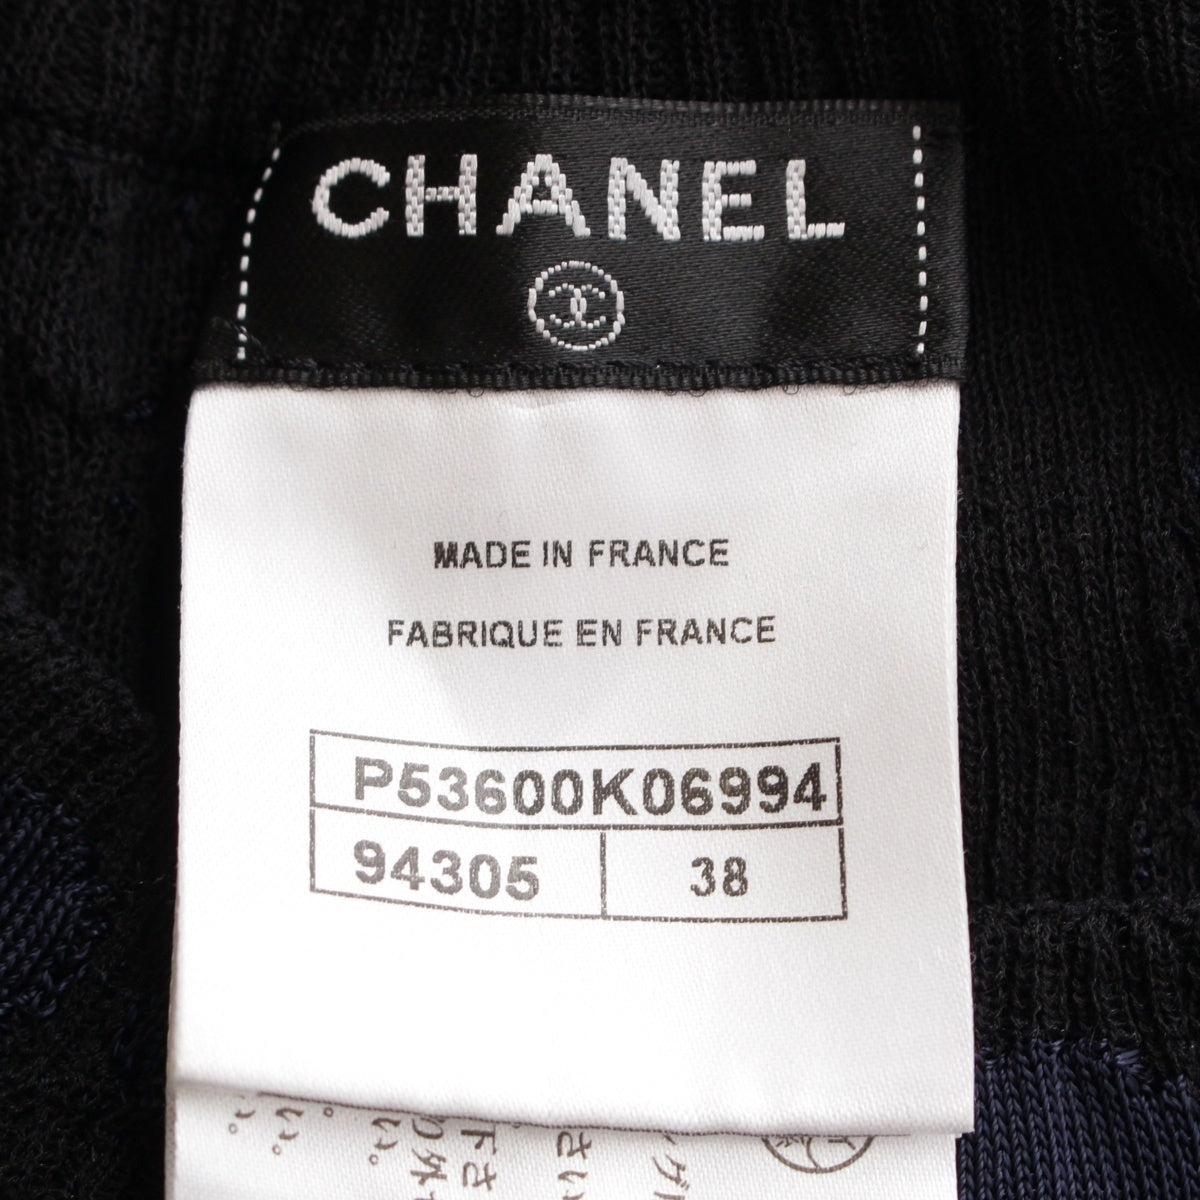 CHANEL
MADE IN FRANCE
FABRIQUE EN FRANCE
P53600K06994
94305 38